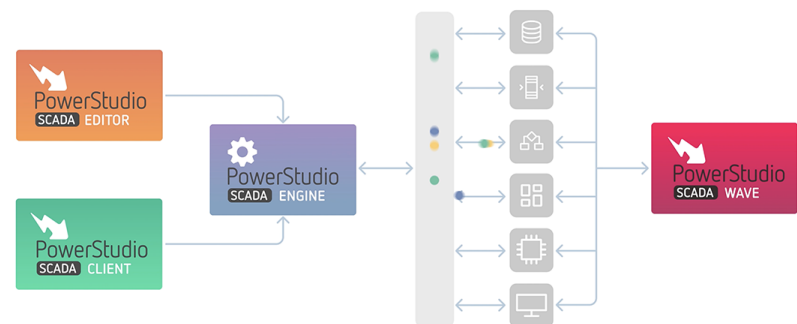 PowerStudio
SCADA EDITOR
PowerStudio
SCADA ENGINE
PowerStudio
SCADA CLIENT
PowerStudio
SCADA WAVE